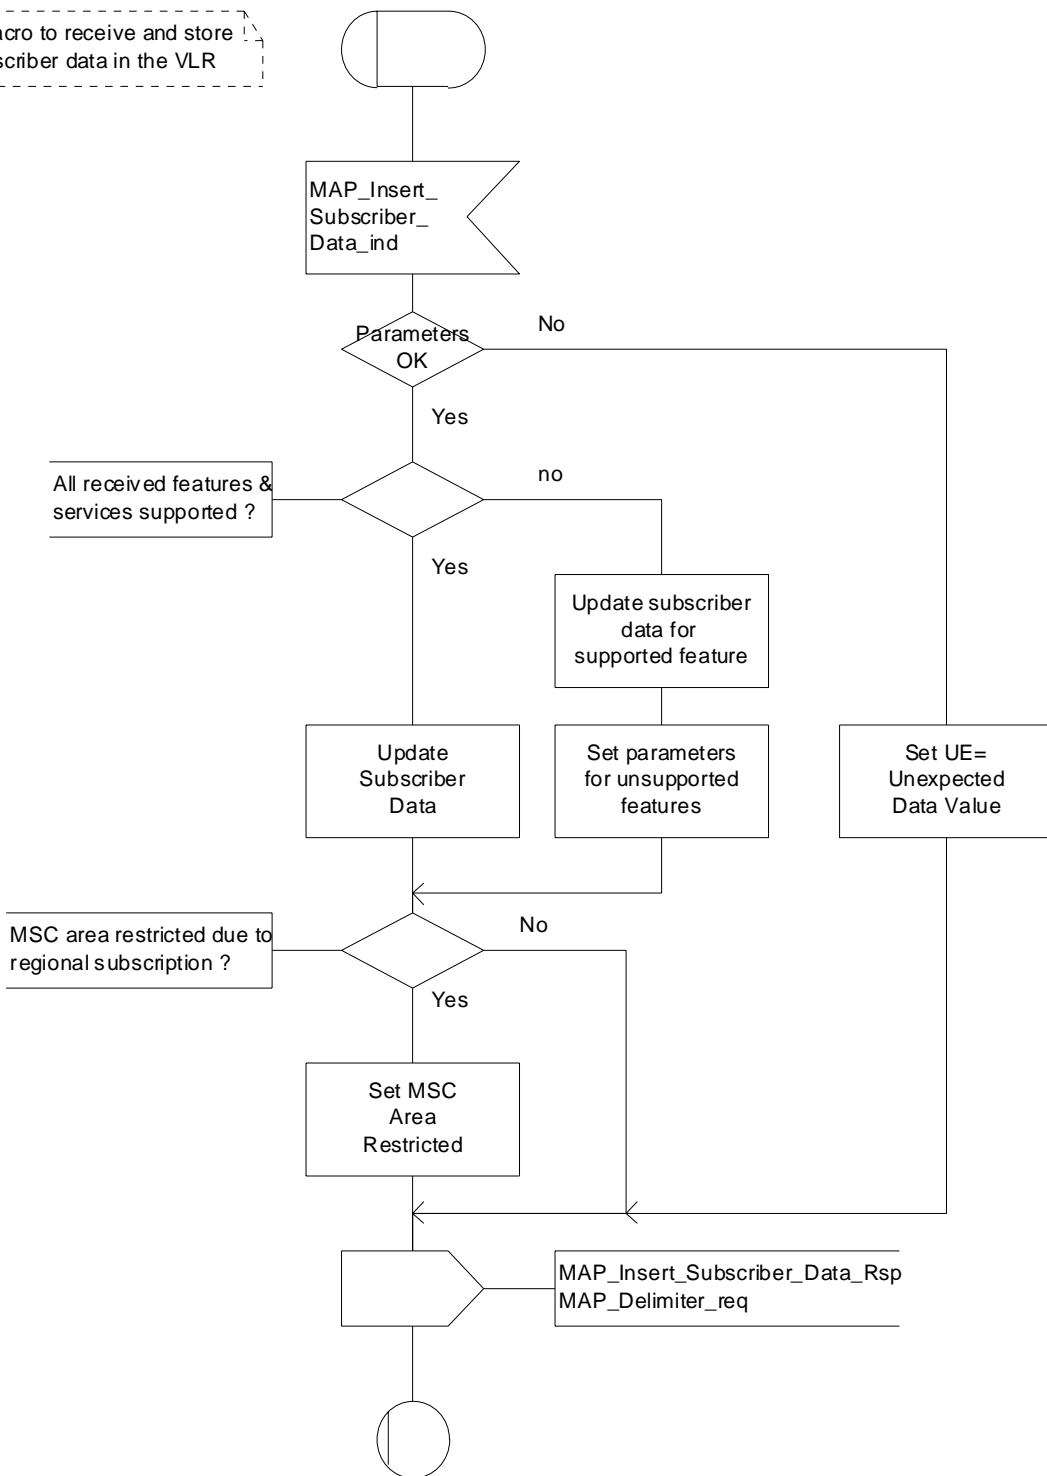 to receive and store
data in the VLR
MAP_Insert_
Subscriber_
Data_ind
Parameters
OK
No
Yes
All received features &
services supported ?
no
Yes
Update subscriber
data for
supported feature
Update
Subscriber
Data
Set parameters
for unsupported
features
Set UE=
Unexpected
Data Value
MSC area restricted due to
regional subscription ?
No
Yes
Set MSC
Area
Restricted
MAP_Insert_Subscriber_Data_Rsp
MAP_Delimiter_req